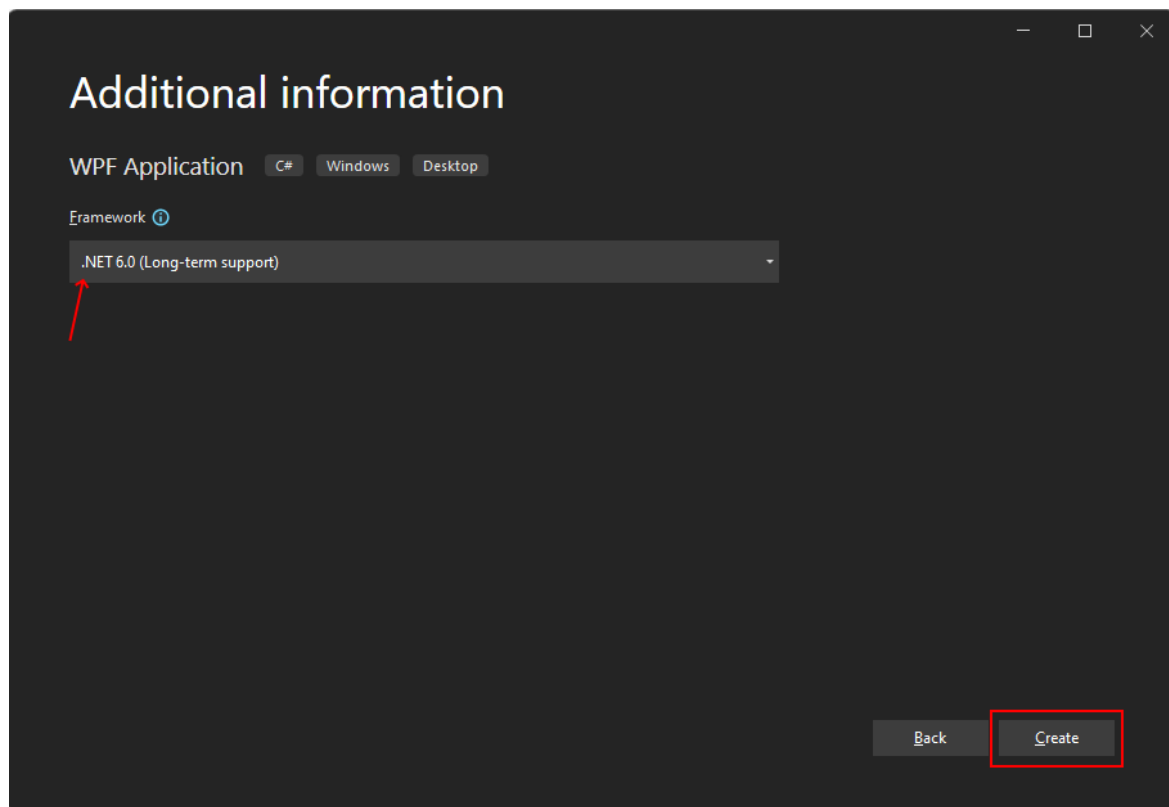 Additional information
WPF Application C# Windows Desktop
Framework
.NET 6.0 (Long-term support)
Back Create